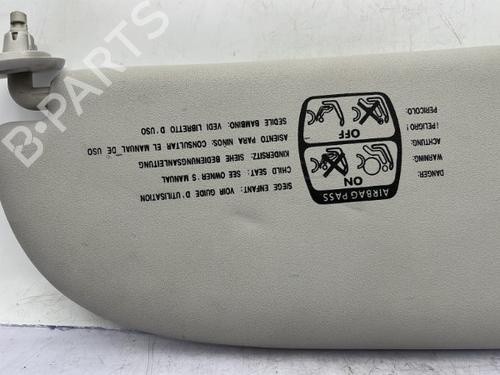 DANGER:
WARNING:
ACHTUNG:
¡ PELIGRO !
PERICOLO:
AIRBAG PASS
ON
OFF
SIEGE ENFANT: VOIR GUIDE D UTILISATION
CHILD SEAT: SEE OWNER'S MANUAL
KINDERSITZ: SIEHE BEDIENUNGSANLEITUNG
ASIENTO PARA NIÑOS: CONSULTAR EL MANUAL DE USO
SEDILE BAMBINO: VEDI LIBRETTO D USO
B-PARTS